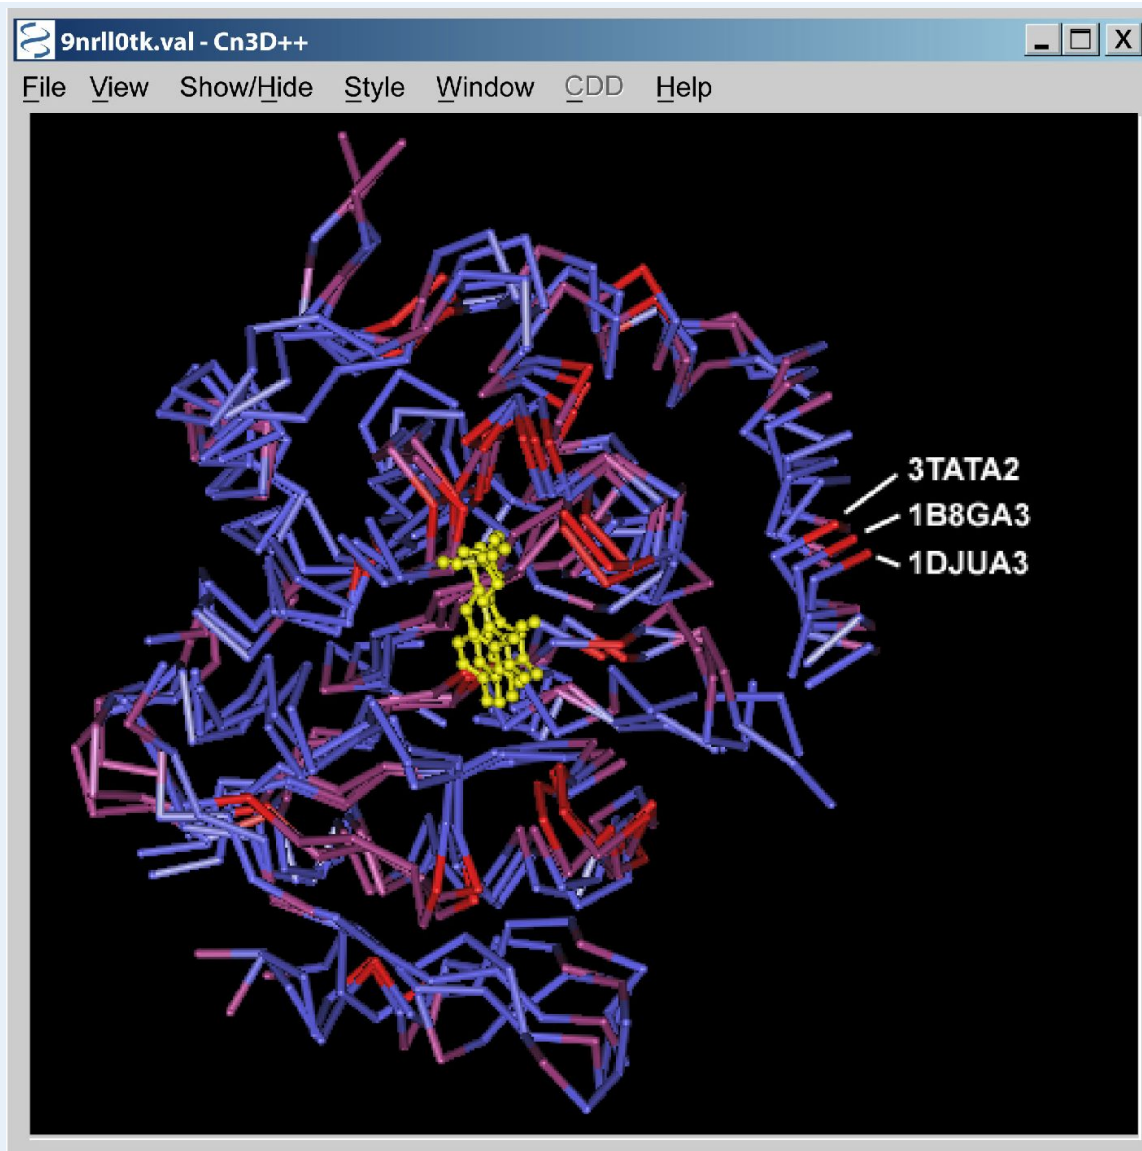 9nrll0tk.val - Cn3D++
File View Show/Hide Style Window CDD Help
3TATA2
1B8GA3
1DJUA3